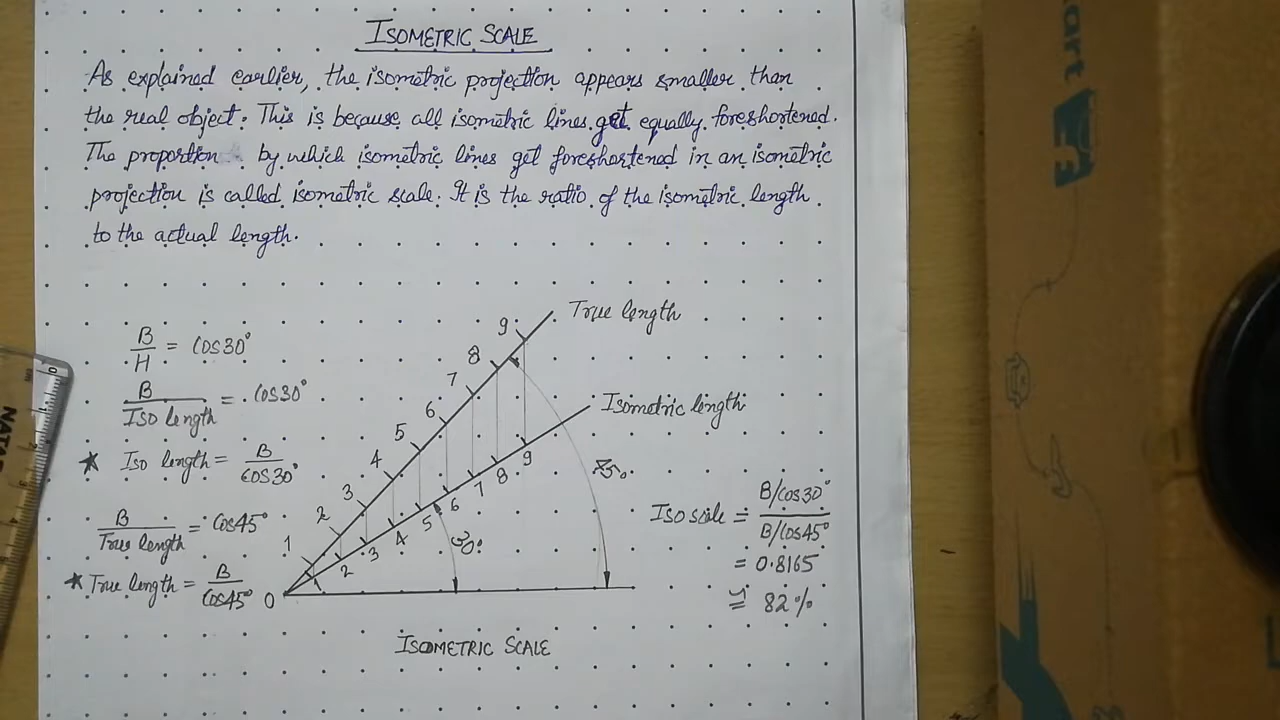 ISOMETRIC SCALE
As explained earlier, the isometric projection appears smaller than
the real object. This is because all isometric lines get equally foreshortened.
The proportion by which isometric lines get foreshortened in an isometric
projection is called isometric scale. It is the ratio of the isometric length
to the actual length.
B/H = Cos30°
B/Iso length = Cos30°
★ Iso length = B/Cos30°
B/True length = Cos45°
★ True length = B/Cos45°
True length
Isometric length
0
1 2 3 4 5 6 7 8 9
2 3 4 5 6 7 8 9
30°
45°
Iso scale = B/Cos30° / B/Cos45°
= 0.8165
≅ 82%
ISOMETRIC SCALE
NATA
cm 0
art